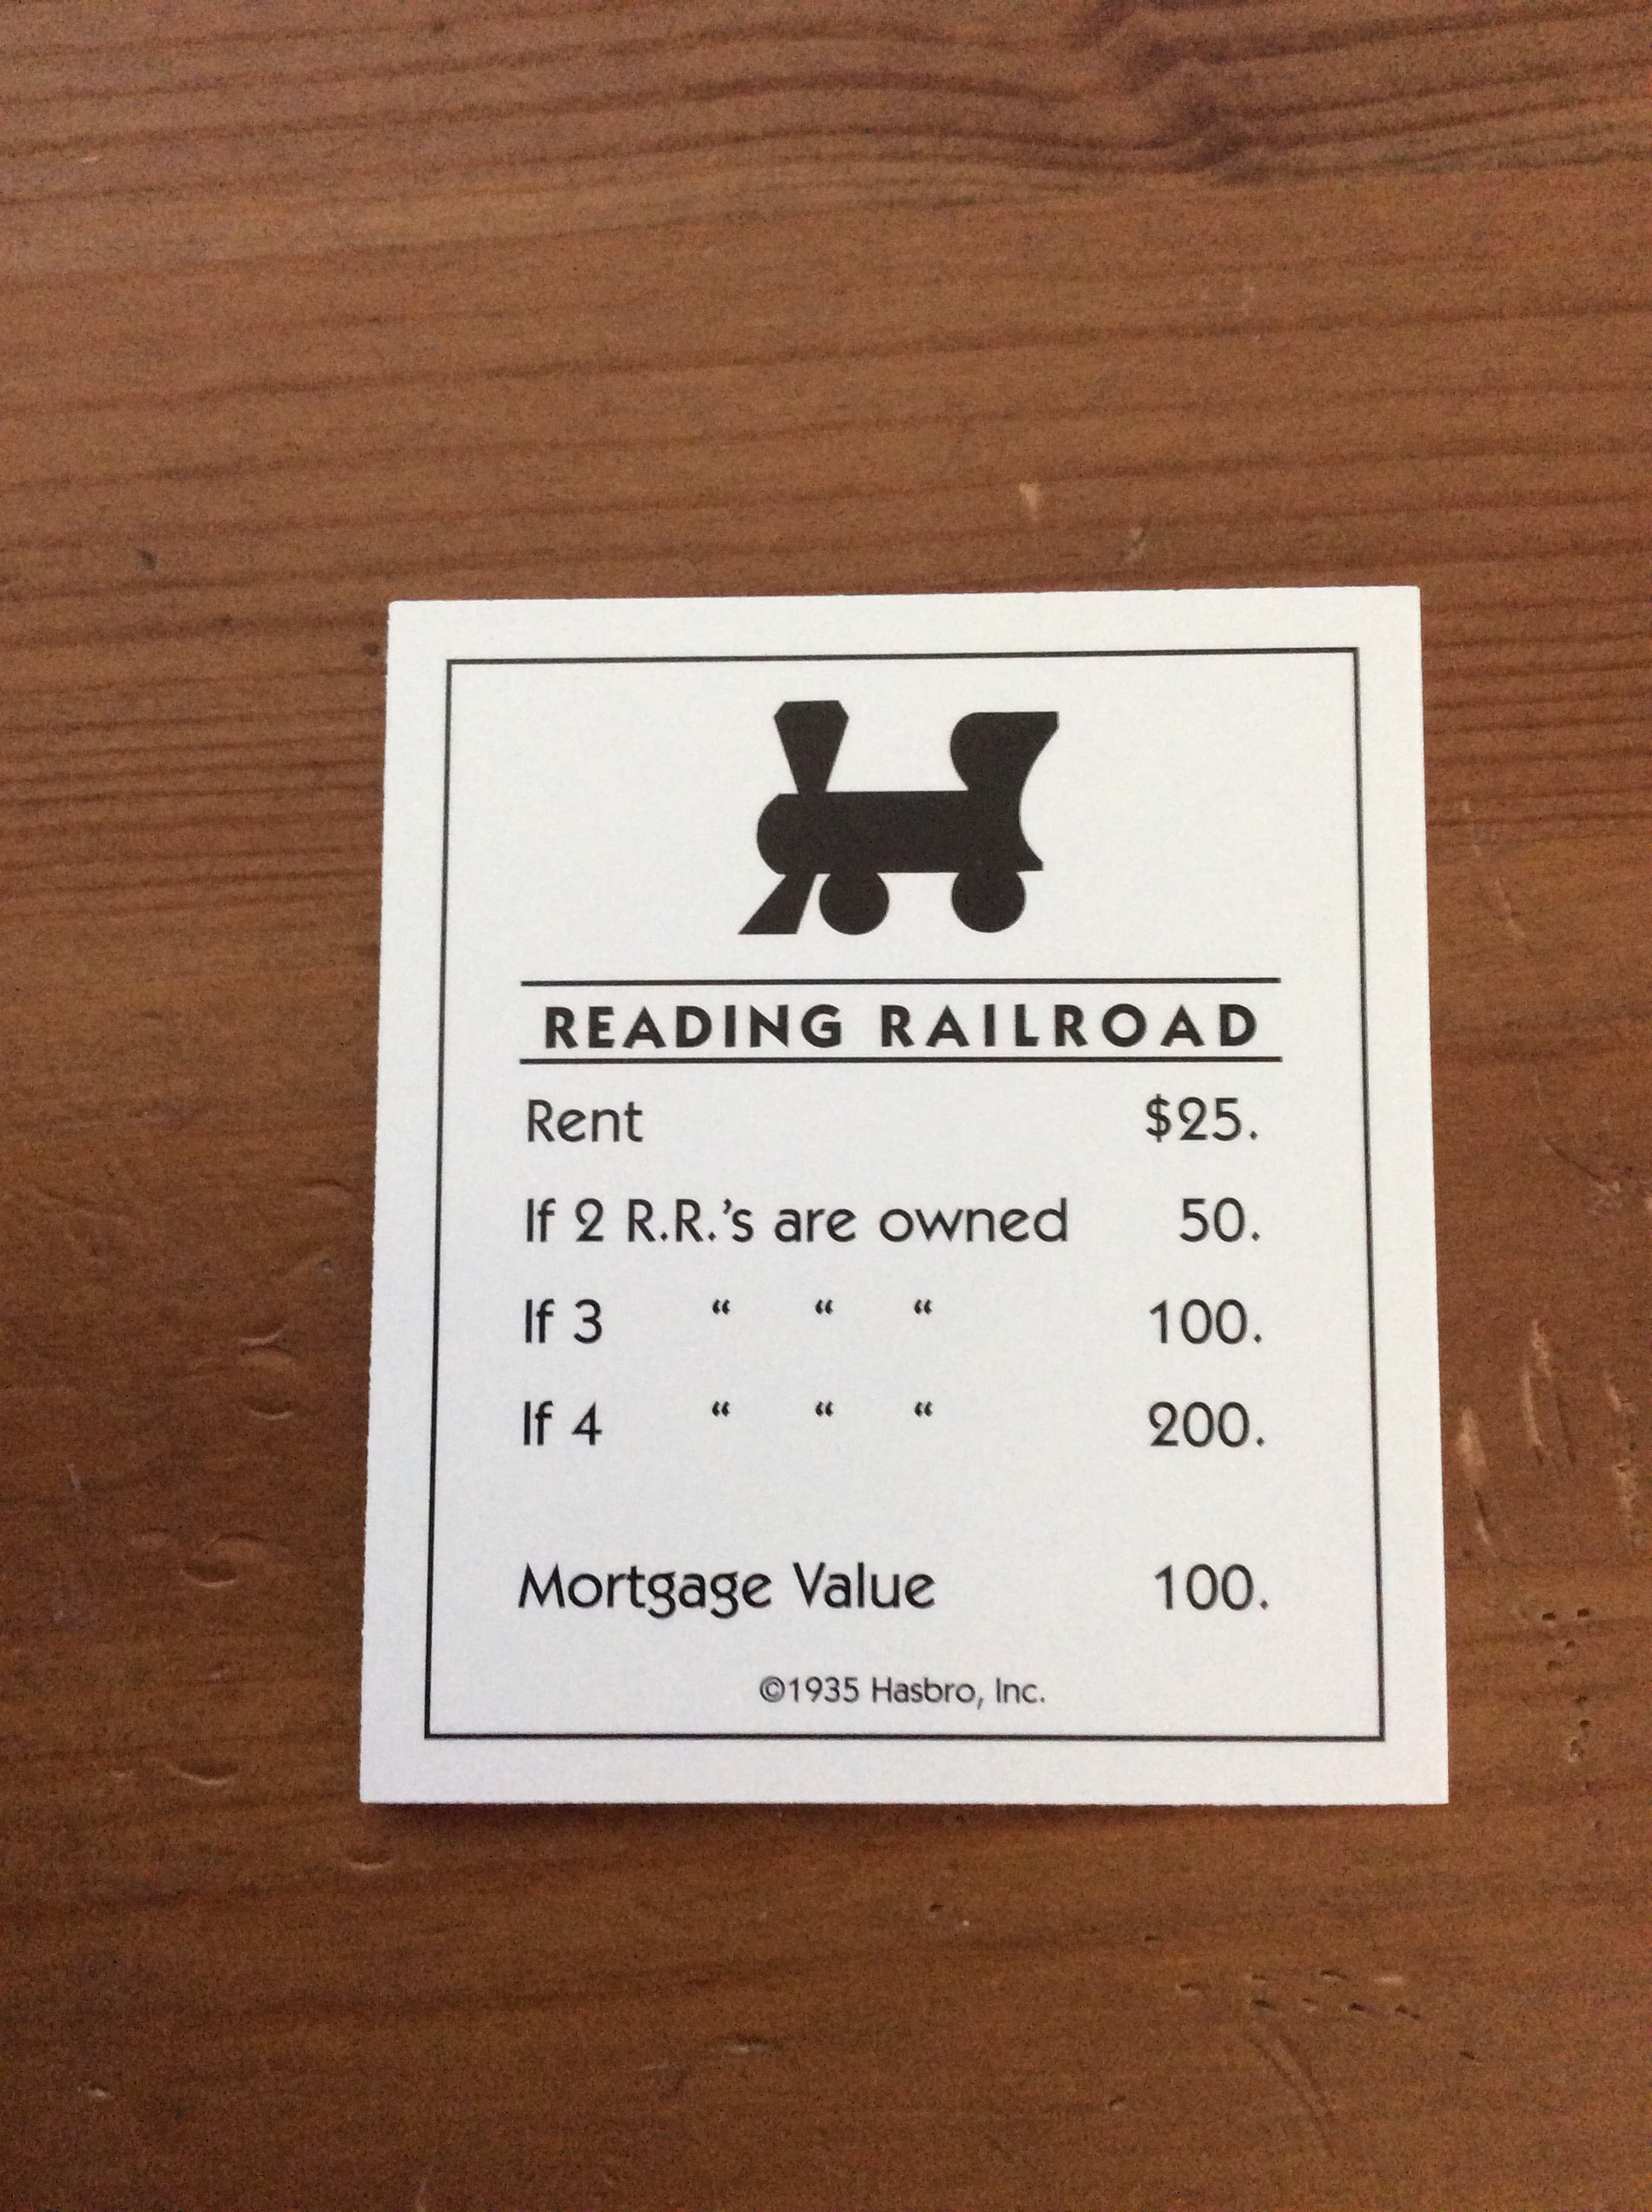 READING RAILROAD
Rent $25.
If 2 R.R.’s are owned 50.
If 3 “ “ “ 100.
If 4 “ “ “ 200.
Mortgage Value 100.
©1935 Hasbro, Inc.